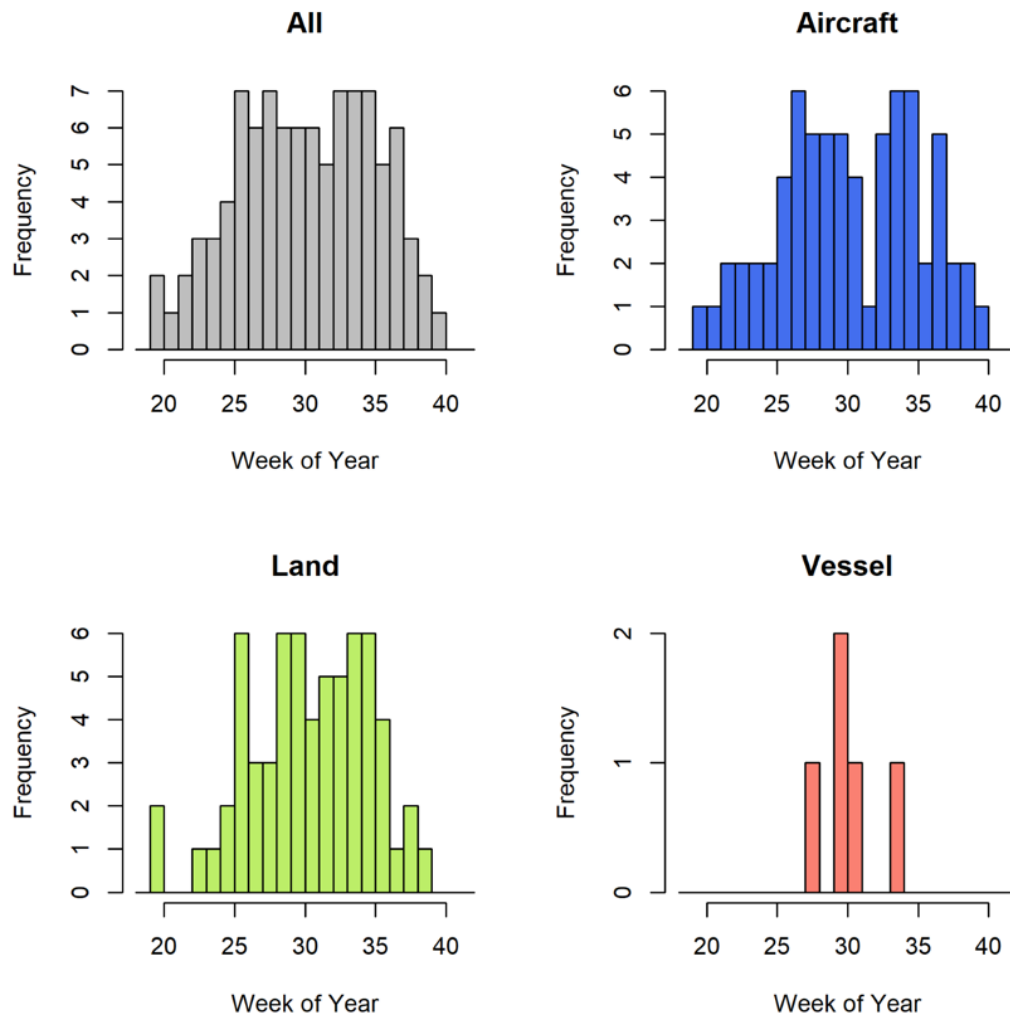 All
Frequency
0 1 2 3 4 5 6 7
20 25 30 35 40
Week of Year
Aircraft
Frequency
0 1 2 3 4 5 6
20 25 30 35 40
Week of Year
Land
Frequency
0 1 2 3 4 5 6
20 25 30 35 40
Week of Year
Vessel
Frequency
0 1 2
20 25 30 35 40
Week of Year